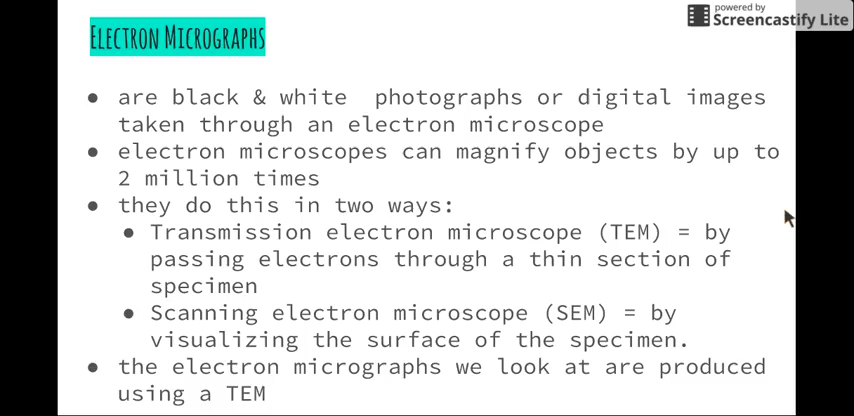 powered by
Screencastify Lite
Electron Micrographs
● are black & white photographs or digital images
taken through an electron microscope
● electron microscopes can magnify objects by up to
2 million times
● they do this in two ways:
● Transmission electron microscope (TEM) = by
passing electrons through a thin section of
specimen
● Scanning electron microscope (SEM) = by
visualizing the surface of the specimen.
● the electron micrographs we look at are produced
using a TEM